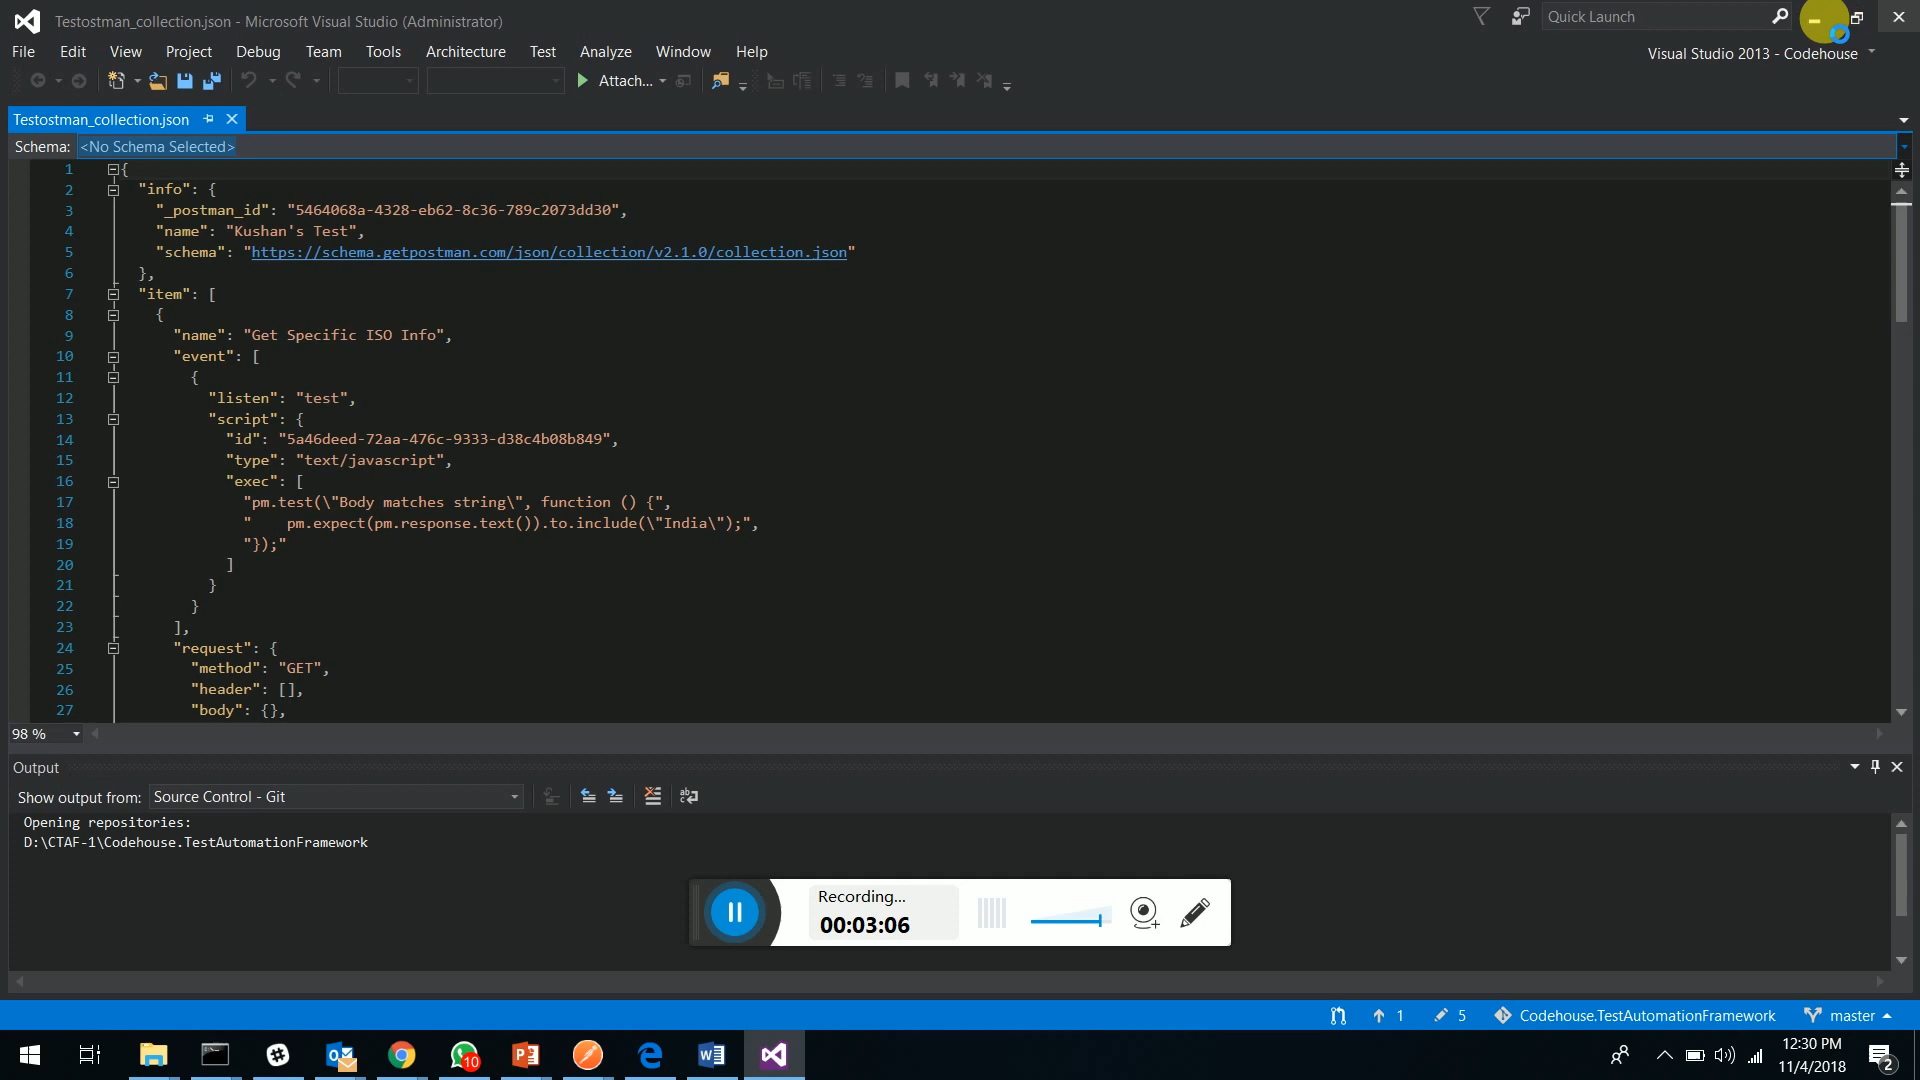 Testostman_collection.json - Microsoft Visual Studio (Administrator)
Quick Launch
File Edit View Project Debug Team Tools Architecture Test Analyze Window Help
Visual Studio 2013 - Codehouse
Attach...
Testostman_collection.json
Schema: <No Schema Selected>
1 {
2 "info": {
3 "_postman_id": "5464068a-4328-eb62-8c36-789c2073dd30",
4 "name": "Kushan's Test",
5 "schema": "https://schema.getpostman.com/json/collection/v2.1.0/collection.json"
6 },
7 "item": [
8 {
9 "name": "Get Specific ISO Info",
10 "event": [
11 {
12 "listen": "test",
13 "script": {
14 "id": "5a46deed-72aa-476c-9333-d38c4b08b849",
15 "type": "text/javascript",
16 "exec": [
17 "pm.test(\"Body matches string\", function () {",
18 "    pm.expect(pm.response.text()).to.include(\"India\");",
19 "});"
20 ]
21 }
22 }
23 ],
24 "request": {
25 "method": "GET",
26 "header": [],
27 "body": {},
98 %
Output
Show output from: Source Control - Git
Opening repositories:
D:\CTAF-1\Codehouse.TestAutomationFramework
Recording...
00:03:06
1 5 Codehouse.TestAutomationFramework master
10
12:30 PM
11/4/2018
2